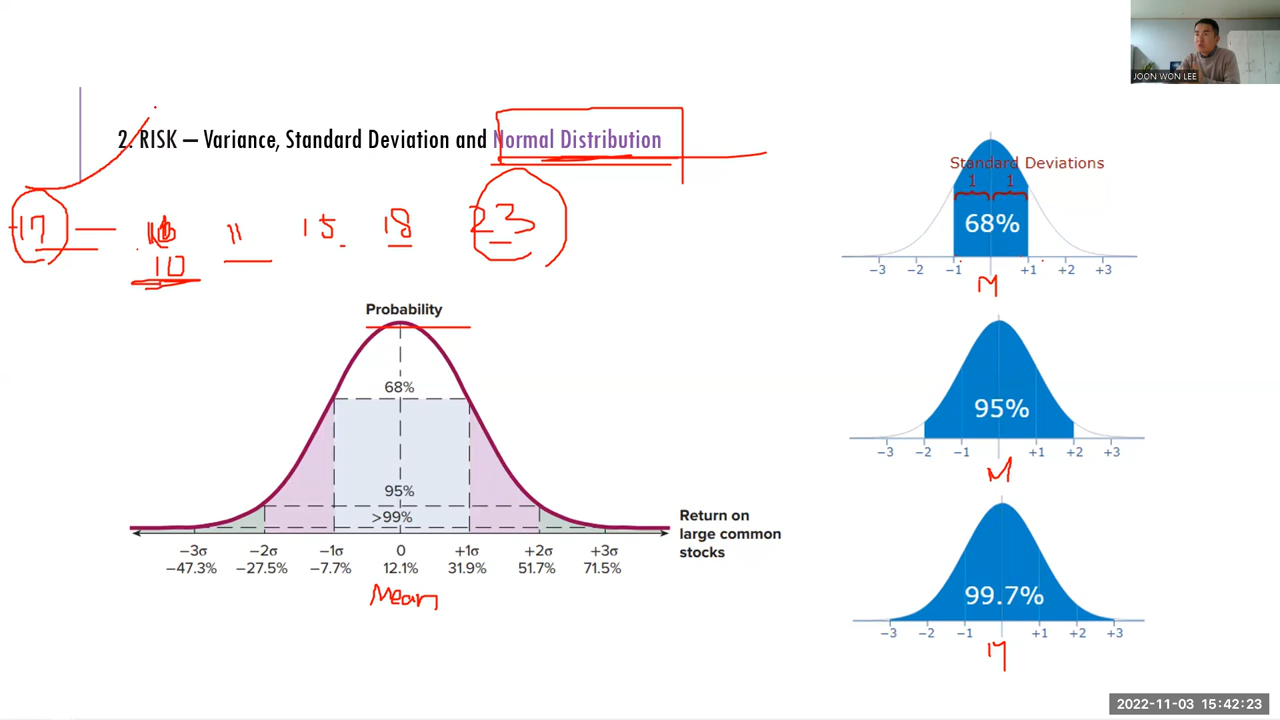 JOON WON LEE
2. RISK – Variance, Standard Deviation and Normal Distribution
-17 — 10 11 15. 18 23
Probability
68%
95%
>99%
−3σ −2σ −1σ 0 +1σ +2σ +3σ
−47.3% −27.5% −7.7% 12.1% 31.9% 51.7% 71.5%
Mean
Return on
large common
stocks
Standard Deviations
1 1
68%
−3 −2 −1 +1 +2 +3
M
95%
−3 −2 −1 +1 +2 +3
M
99.7%
−3 −2 −1 +1 +2 +3
M
2022-11-03 15:42:23